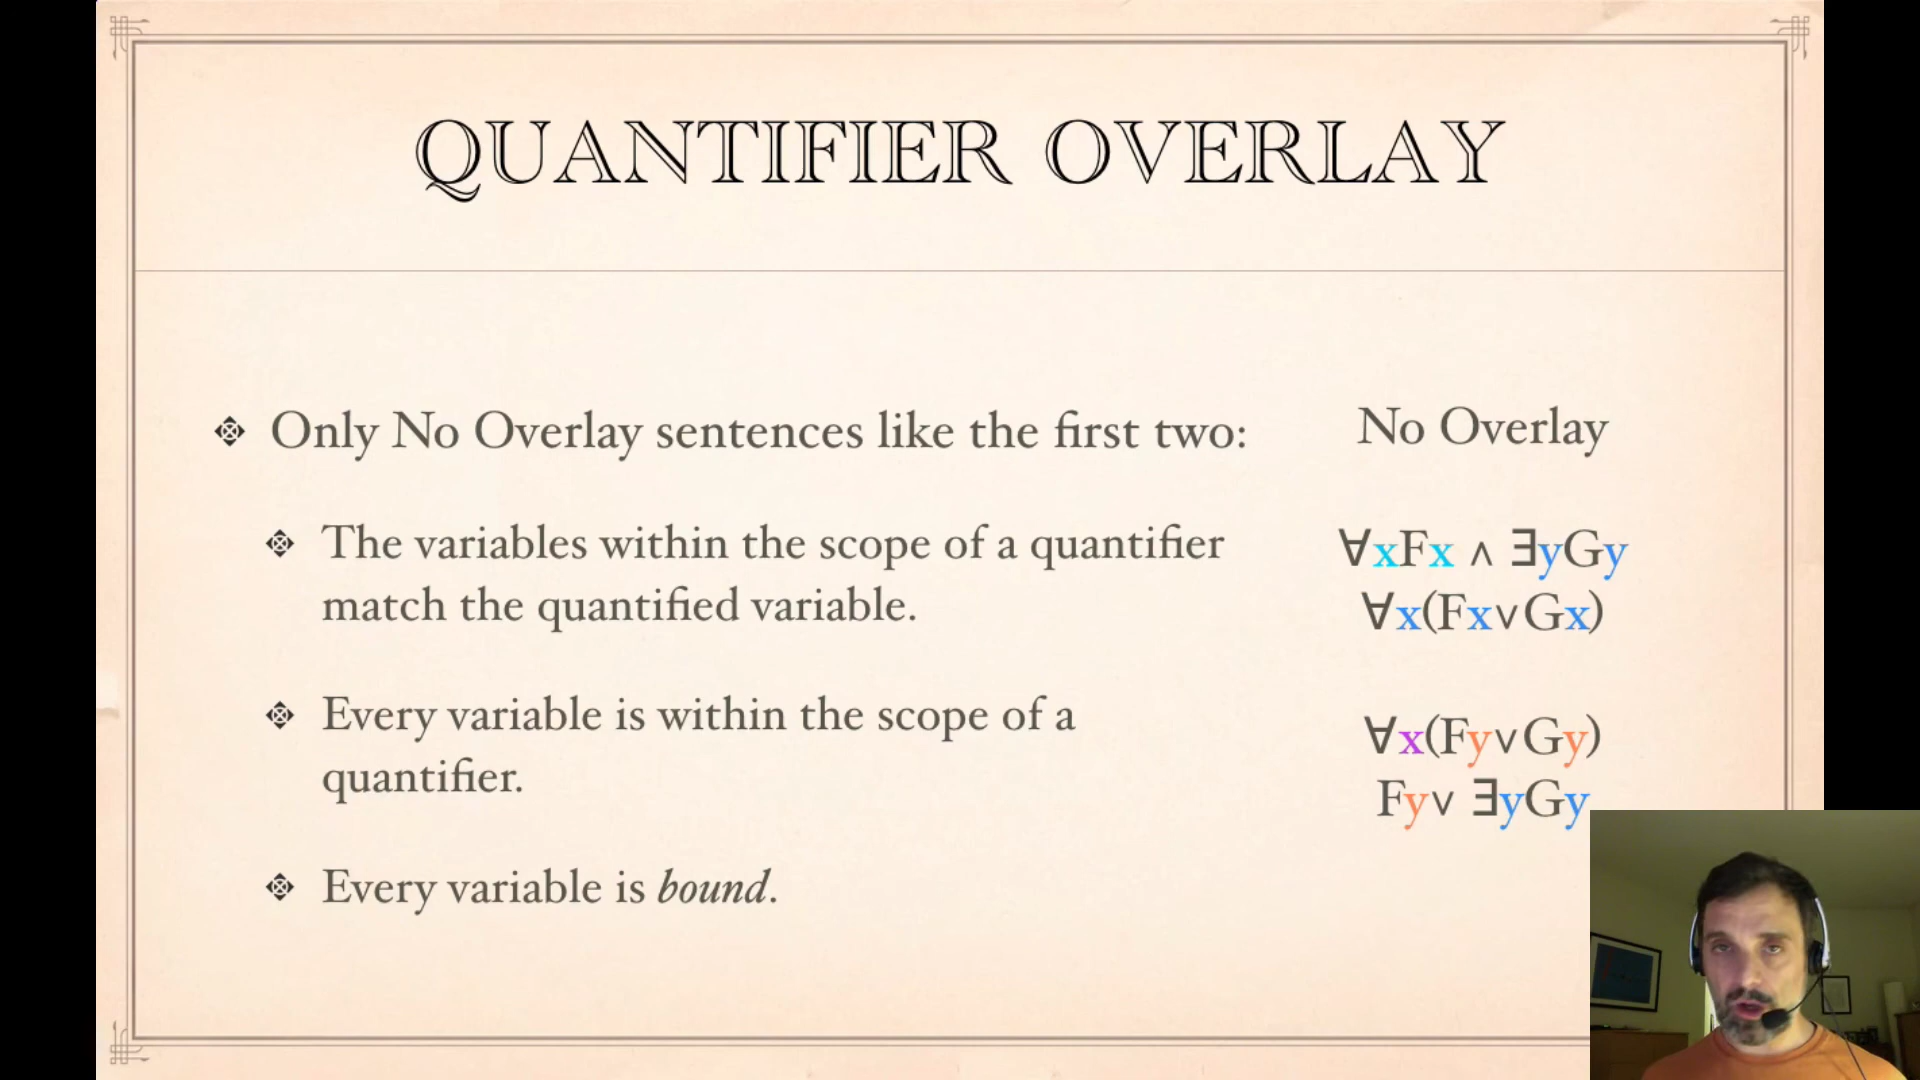 QUANTIFIER OVERLAY
Only No Overlay sentences like the first two:
The variables within the scope of a quantifier
match the quantified variable.
Every variable is within the scope of a
quantifier.
Every variable is bound.
No Overlay
∀xFx ∧ ∃yGy
∀x(Fx∨Gx)
∀x(Fy∨Gy)
Fy∨ ∃yGy